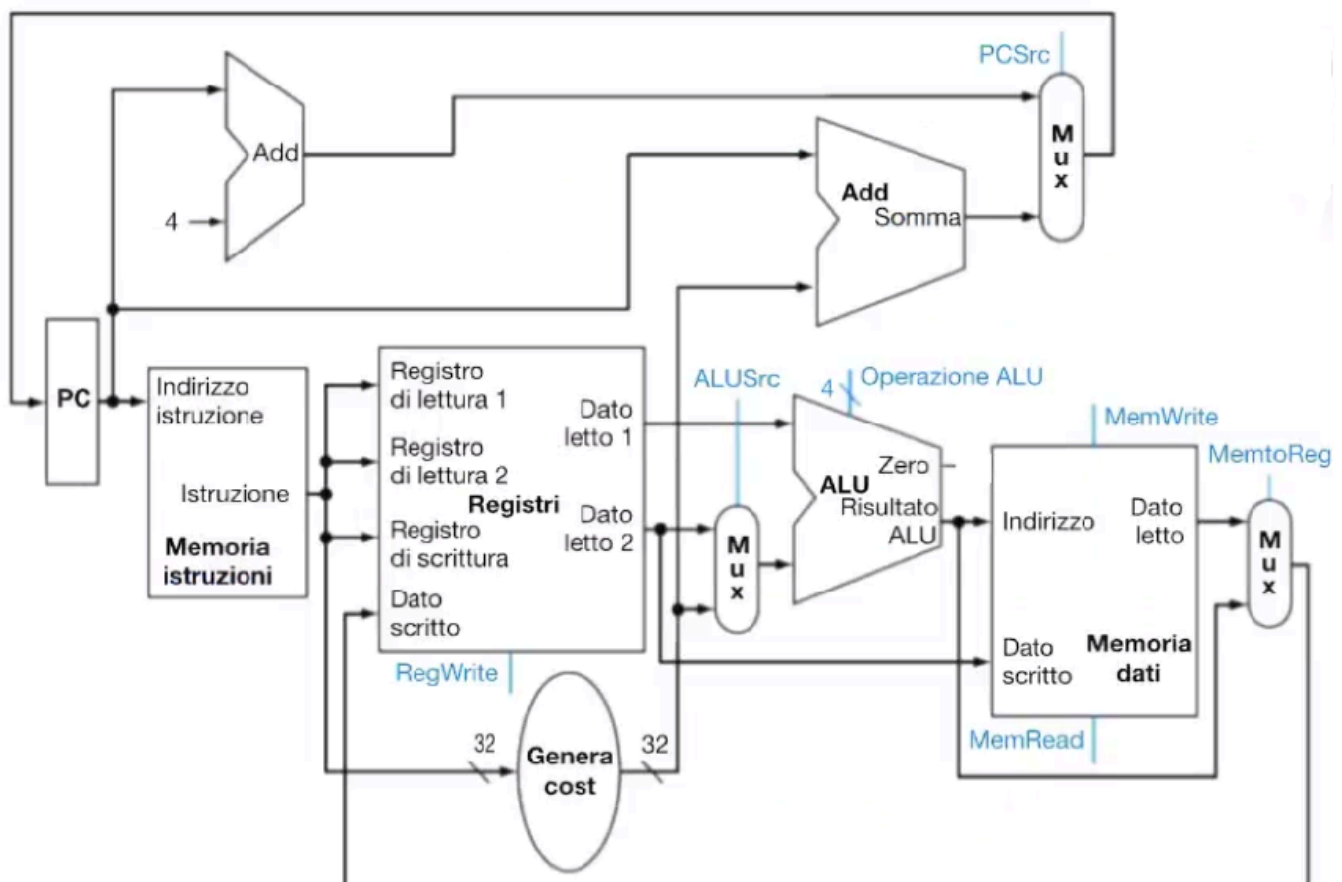 PCSrc
M
u
x
Add
4
Add
Somma
PC
Indirizzo
istruzione
Istruzione
Memoria
istruzioni
Registro
di lettura 1
Registro
di lettura 2
Registri
Registro
di scrittura
Dato
scritto
Dato
letto 1
Dato
letto 2
RegWrite
ALUSrc
M
u
x
4
Operazione ALU
Zero
ALU
Risultato
ALU
MemWrite
Indirizzo
Dato
letto
Dato
scritto
Memoria
dati
MemRead
MemtoReg
M
u
x
32
Genera
cost
32